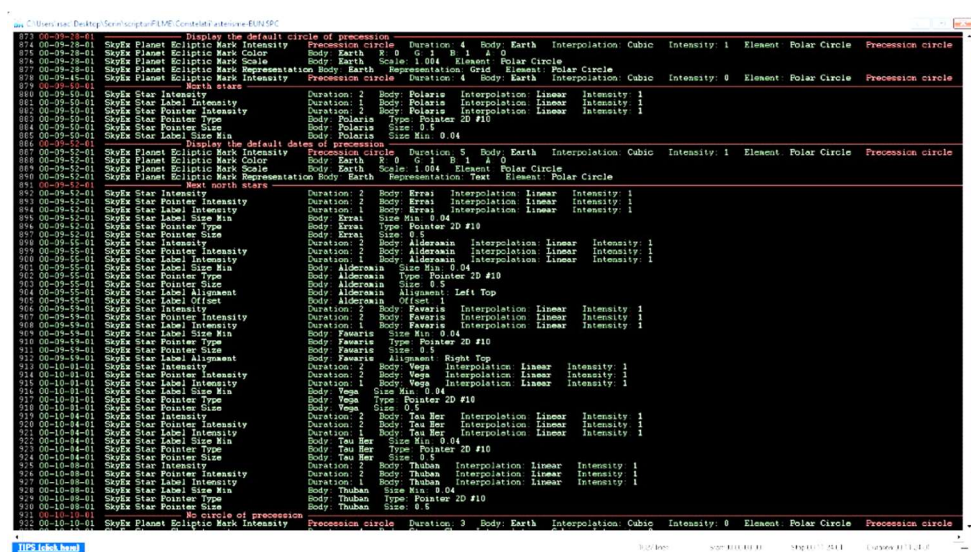 C:\Users\isac\Desktop\Scris\scripturi\FILME\Constelatii\asterisme-EUN.SPC
873 00-09-28-01 Display the default circle of precession
874 00-09-28-01 SkyEx Planet Ecliptic Mark Intensity Precession circle Duration: 4 Body: Earth Interpolation: Cubic Intensity: 1 Element: Polar Circle Precession circle
875 00-09-28-01 SkyEx Planet Ecliptic Mark Color Body: Earth R: 0 G: 1 B: 1 A: 0
876 00-09-28-01 SkyEx Planet Ecliptic Mark Scale Body: Earth Scale: 1.004 Element: Polar Circle
877 00-09-28-01 SkyEx Planet Ecliptic Mark Representation Body: Earth Representation: Grid Element: Polar Circle
878 00-09-45-01 SkyEx Planet Ecliptic Mark Intensity Precession circle Duration: 4 Body: Earth Interpolation: Cubic Intensity: 0 Element: Polar Circle Precession circle
879 00-09-50-01 North stars
880 00-09-50-01 SkyEx Star Intensity Duration: 2 Body: Polaris Interpolation: Linear Intensity: 1
881 00-09-50-01 SkyEx Star Label Intensity Duration: 1 Body: Polaris Interpolation: Linear Intensity: 1
882 00-09-50-01 SkyEx Star Pointer Intensity Duration: 2 Body: Polaris Interpolation: Linear Intensity: 1
883 00-09-50-01 SkyEx Star Pointer Type Body: Polaris Type: Pointer 2D #10
884 00-09-50-01 SkyEx Star Pointer Size Body: Polaris Size: 0.5
885 00-09-50-01 SkyEx Star Label Size Min Body: Polaris Size Min: 0.04
886 00-09-52-01 Display the default dates of precession
887 00-09-52-01 SkyEx Planet Ecliptic Mark Intensity Precession circle Duration: 5 Body: Earth Interpolation: Cubic Intensity: 1 Element: Polar Circle Precession circle
888 00-09-52-01 SkyEx Planet Ecliptic Mark Color Body: Earth R: 0 G: 1 B: 1 A: 0
889 00-09-52-01 SkyEx Planet Ecliptic Mark Scale Body: Earth Scale: 1.004 Element: Polar Circle
890 00-09-52-01 SkyEx Planet Ecliptic Mark Representation Body: Earth Representation: Text Element: Polar Circle
891 00-09-52-01 Next north stars
892 00-09-52-01 SkyEx Star Intensity Duration: 2 Body: Errai Interpolation: Linear Intensity: 1
893 00-09-52-01 SkyEx Star Pointer Intensity Duration: 2 Body: Errai Interpolation: Linear Intensity: 1
894 00-09-52-01 SkyEx Star Label Intensity Duration: 1 Body: Errai Interpolation: Linear Intensity: 1
895 00-09-52-01 SkyEx Star Label Size Min Body: Errai Size Min: 0.04
896 00-09-52-01 SkyEx Star Pointer Type Body: Errai Type: Pointer 2D #10
897 00-09-52-01 SkyEx Star Pointer Size Body: Errai Size: 0.5
898 00-09-55-01 SkyEx Star Intensity Duration: 2 Body: Alderamin Interpolation: Linear Intensity: 1
899 00-09-55-01 SkyEx Star Pointer Intensity Duration: 2 Body: Alderamin Interpolation: Linear Intensity: 1
900 00-09-55-01 SkyEx Star Label Intensity Duration: 1 Body: Alderamin Interpolation: Linear Intensity: 1
901 00-09-55-01 SkyEx Star Label Size Min Body: Alderamin Size Min: 0.04
902 00-09-55-01 SkyEx Star Pointer Type Body: Alderamin Type: Pointer 2D #10
903 00-09-55-01 SkyEx Star Pointer Size Body: Alderamin Size: 0.5
904 00-09-55-01 SkyEx Star Label Alignment Body: Alderamin Alignment: Left Top
905 00-09-55-01 SkyEx Star Label Offset Body: Alderamin Offset: 1
906 00-09-59-01 SkyEx Star Intensity Duration: 2 Body: Fawaris Interpolation: Linear Intensity: 1
907 00-09-59-01 SkyEx Star Pointer Intensity Duration: 2 Body: Fawaris Interpolation: Linear Intensity: 1
908 00-09-59-01 SkyEx Star Label Intensity Duration: 1 Body: Fawaris Interpolation: Linear Intensity: 1
909 00-09-59-01 SkyEx Star Label Size Min Body: Fawaris Size Min: 0.04
910 00-09-59-01 SkyEx Star Pointer Type Body: Fawaris Type: Pointer 2D #10
911 00-09-59-01 SkyEx Star Pointer Size Body: Fawaris Size: 0.5
912 00-09-59-01 SkyEx Star Label Alignment Body: Fawaris Alignment: Right Top
913 00-10-01-01 SkyEx Star Intensity Duration: 2 Body: Vega Interpolation: Linear Intensity: 1
914 00-10-01-01 SkyEx Star Pointer Intensity Duration: 2 Body: Vega Interpolation: Linear Intensity: 1
915 00-10-01-01 SkyEx Star Label Intensity Duration: 1 Body: Vega Interpolation: Linear Intensity: 1
916 00-10-01-01 SkyEx Star Label Size Min Body: Vega Size Min: 0.04
917 00-10-01-01 SkyEx Star Pointer Type Body: Vega Type: Pointer 2D #10
918 00-10-01-01 SkyEx Star Pointer Size Body: Vega Size: 0.5
919 00-10-04-01 SkyEx Star Intensity Duration: 2 Body: Tau Her Interpolation: Linear Intensity: 1
920 00-10-04-01 SkyEx Star Pointer Intensity Duration: 2 Body: Tau Her Interpolation: Linear Intensity: 1
921 00-10-04-01 SkyEx Star Label Intensity Duration: 1 Body: Tau Her Interpolation: Linear Intensity: 1
922 00-10-04-01 SkyEx Star Label Size Min Body: Tau Her Size Min: 0.04
923 00-10-04-01 SkyEx Star Pointer Type Body: Tau Her Type: Pointer 2D #10
924 00-10-04-01 SkyEx Star Pointer Size Body: Tau Her Size: 0.5
925 00-10-08-01 SkyEx Star Intensity Duration: 2 Body: Thuban Interpolation: Linear Intensity: 1
926 00-10-08-01 SkyEx Star Pointer Intensity Duration: 2 Body: Thuban Interpolation: Linear Intensity: 1
927 00-10-08-01 SkyEx Star Label Intensity Duration: 1 Body: Thuban Interpolation: Linear Intensity: 1
928 00-10-08-01 SkyEx Star Label Size Min Body: Thuban Size Min: 0.04
929 00-10-08-01 SkyEx Star Pointer Type Body: Thuban Type: Pointer 2D #10
930 00-10-08-01 SkyEx Star Pointer Size Body: Thuban Size: 0.5
931 00-10-10-01 No circle of precession
932 00-10-10-01 SkyEx Planet Ecliptic Mark Intensity Precession circle Duration: 3 Body: Earth Interpolation: Cubic Intensity: 0 Element: Polar Circle Precession circle
TIPS (click here)